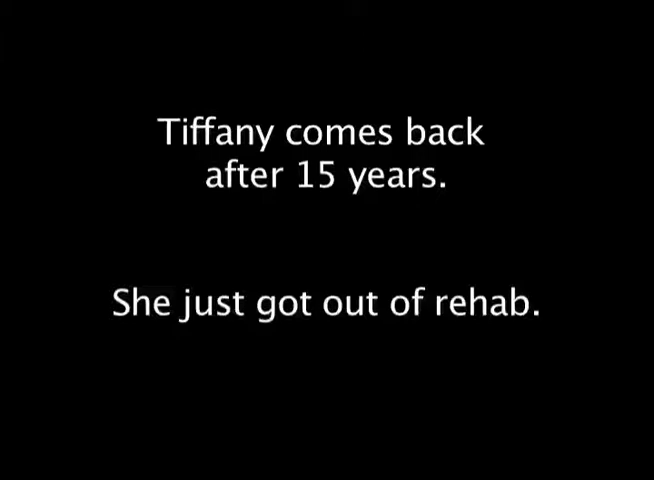 Tiffany comes back
after 15 years.
She just got out of rehab.